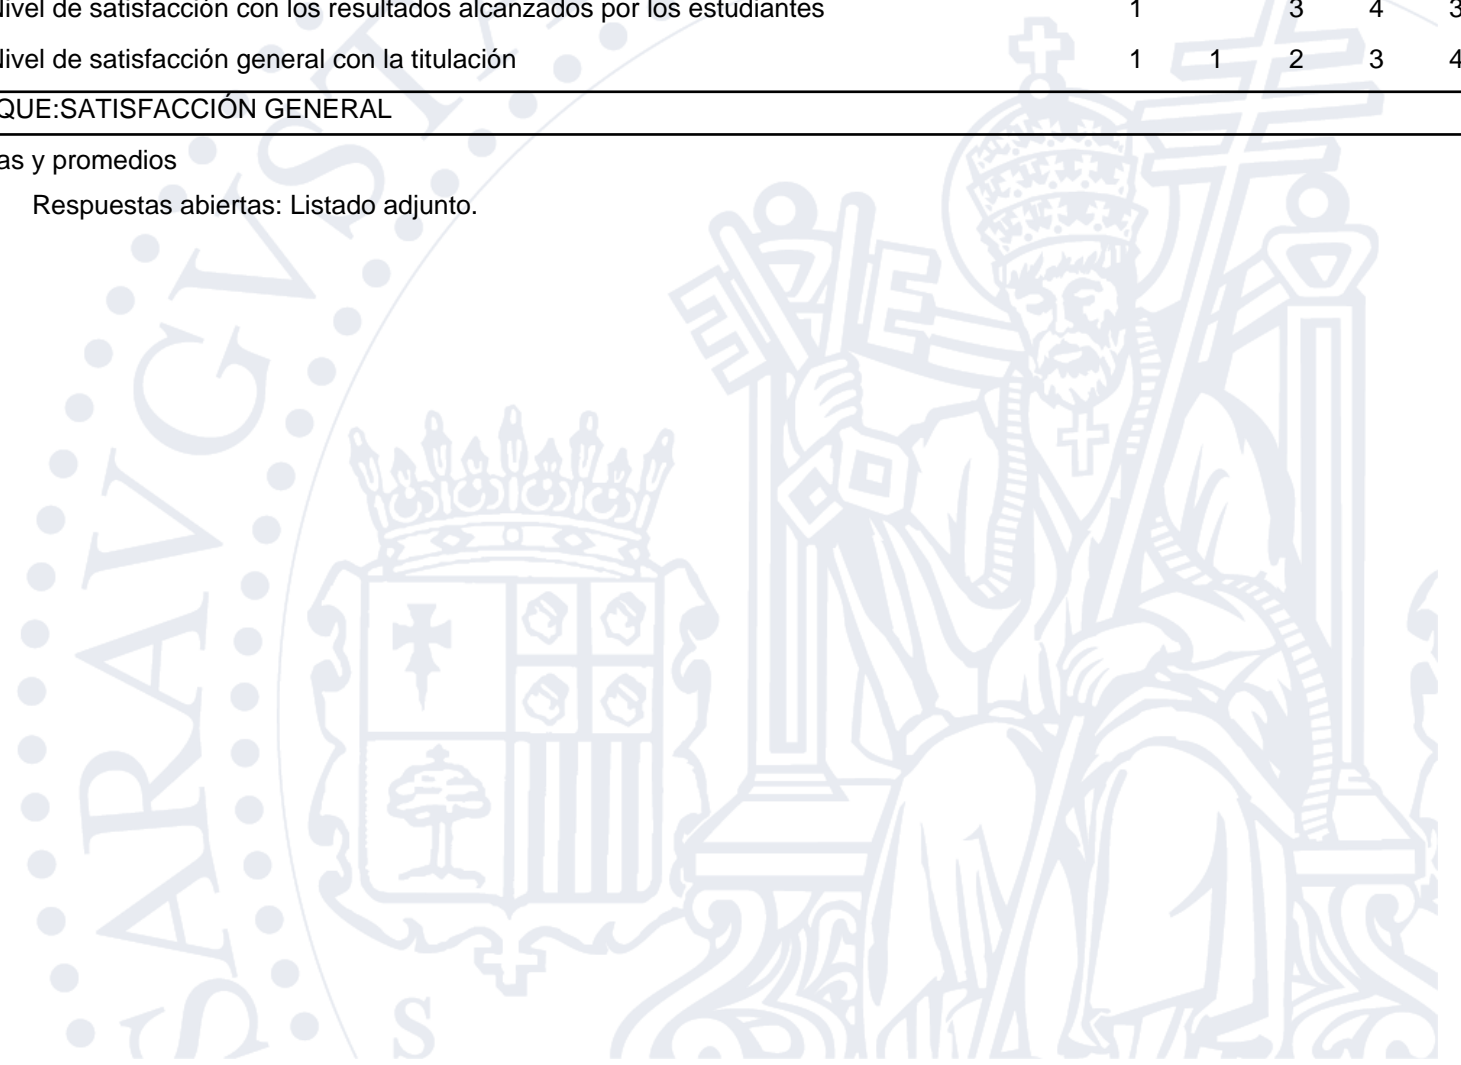 Nivel de satisfacción con los resultados alcanzados por los estudiantes 1 3 4 3
Nivel de satisfacción general con la titulación 1 1 2 3 4
QUE:SATISFACCIÓN GENERAL
as y promedios
Respuestas abiertas: Listado adjunto.
SARAVGVSTA
S